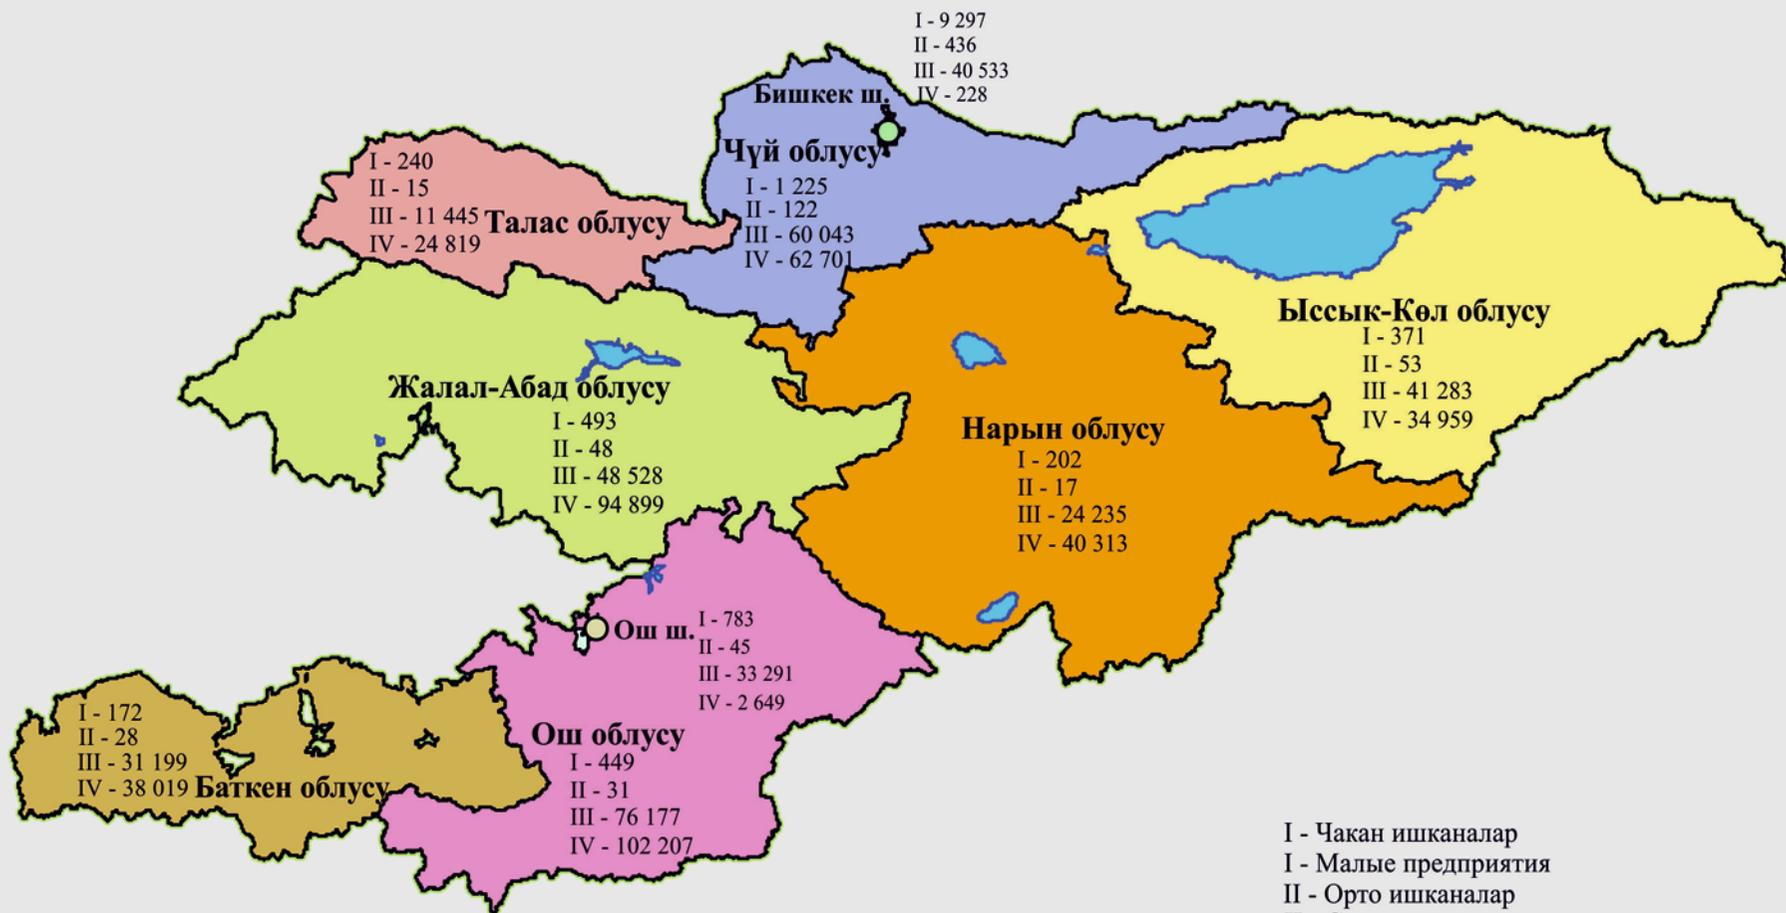 I - 9 297
II - 436
III - 40 533
IV - 228
Бишкек ш.
Чүй облусу
I - 1 225
II - 122
III - 60 043
IV - 62 701
I - 240
II - 15
III - 11 445
IV - 24 819
Талас облусу
Ыссык-Көл облусу
I - 371
II - 53
III - 41 283
IV - 34 959
Жалал-Абад облусу
I - 493
II - 48
III - 48 528
IV - 94 899
Нарын облусу
I - 202
II - 17
III - 24 235
IV - 40 313
Ош ш.
I - 783
II - 45
III - 33 291
IV - 2 649
I - 172
II - 28
III - 31 199
IV - 38 019
Баткен облусу
Ош облусу
I - 449
II - 31
III - 76 177
IV - 102 207
I - Чакан ишканалар
I - Малые предприятия
II - Орто ишканалар